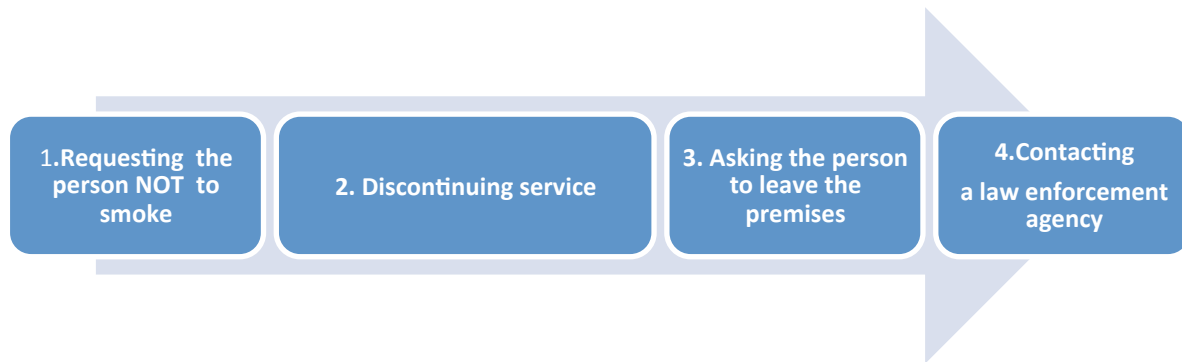 1.Requesting the
person NOT to
smoke
2. Discontinuing service
3. Asking the person
to leave the
premises
4.Contacting
a law enforcement
agency